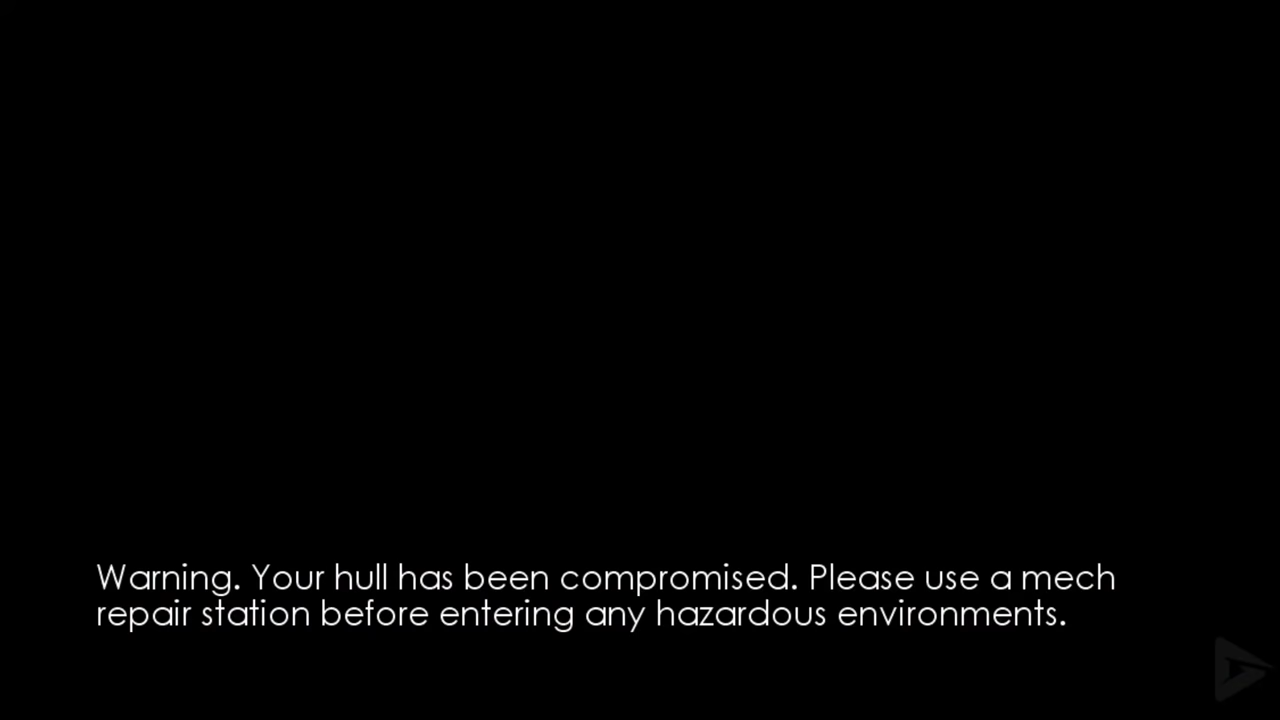 Warning. Your hull has been compromised. Please use a mech
repair station before entering any hazardous environments.